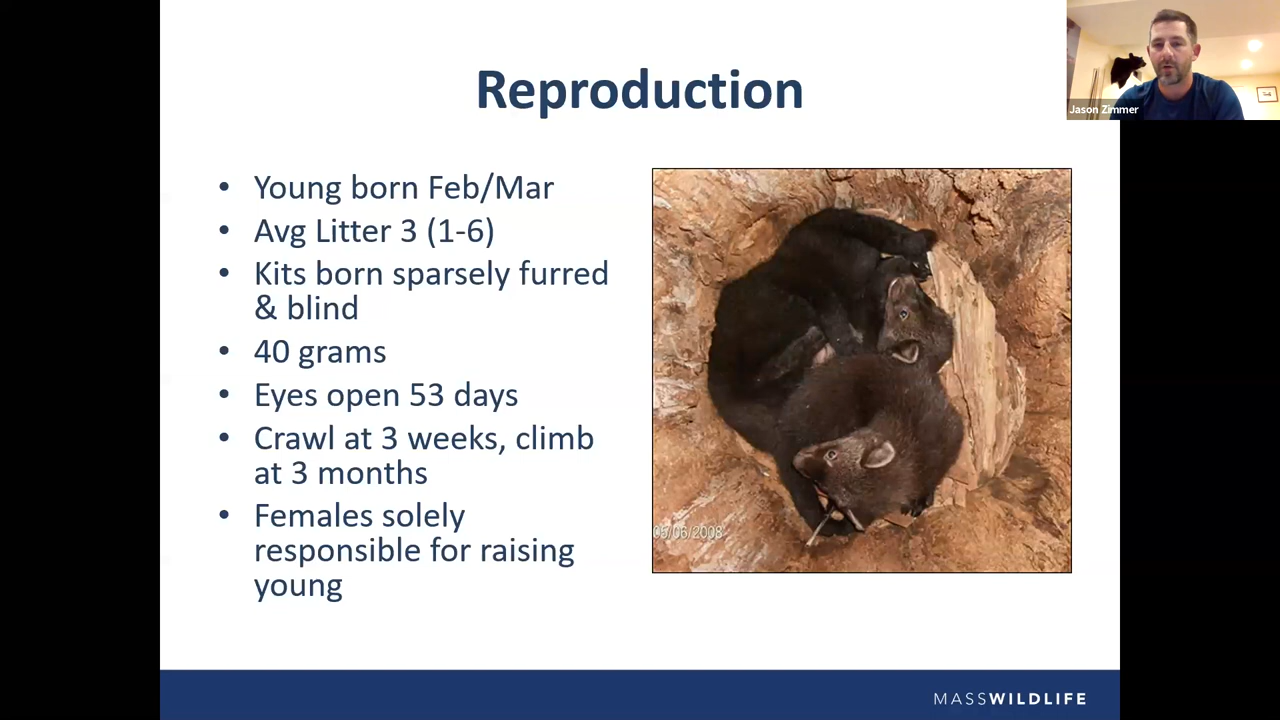 Jason Zimmer
Reproduction
• Young born Feb/Mar
• Avg Litter 3 (1-6)
• Kits born sparsely furred
& blind
• 40 grams
• Eyes open 53 days
• Crawl at 3 weeks, climb
at 3 months
• Females solely
responsible for raising
young
05/06/2008
MASSWILDLIFE